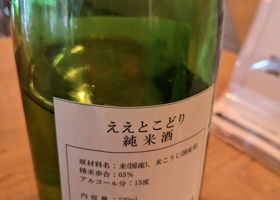 ええとこどり
純米酒
原材料名：米(国産)、米こうじ(国産米)
精米歩合：65％
アルコール分：15度
内容量：720ml